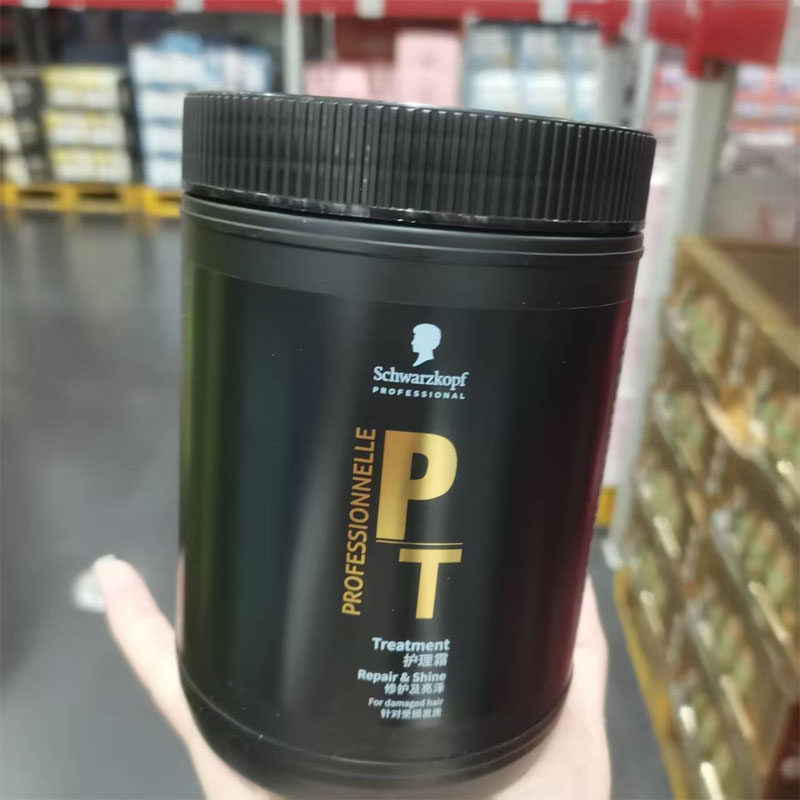 Schwarzkopf
PROFESSIONAL
PROFESSIONNELLE
P
T
Treatment
护理霜
Repair & Shine
修护及亮泽
For damaged hair
针对受损发质